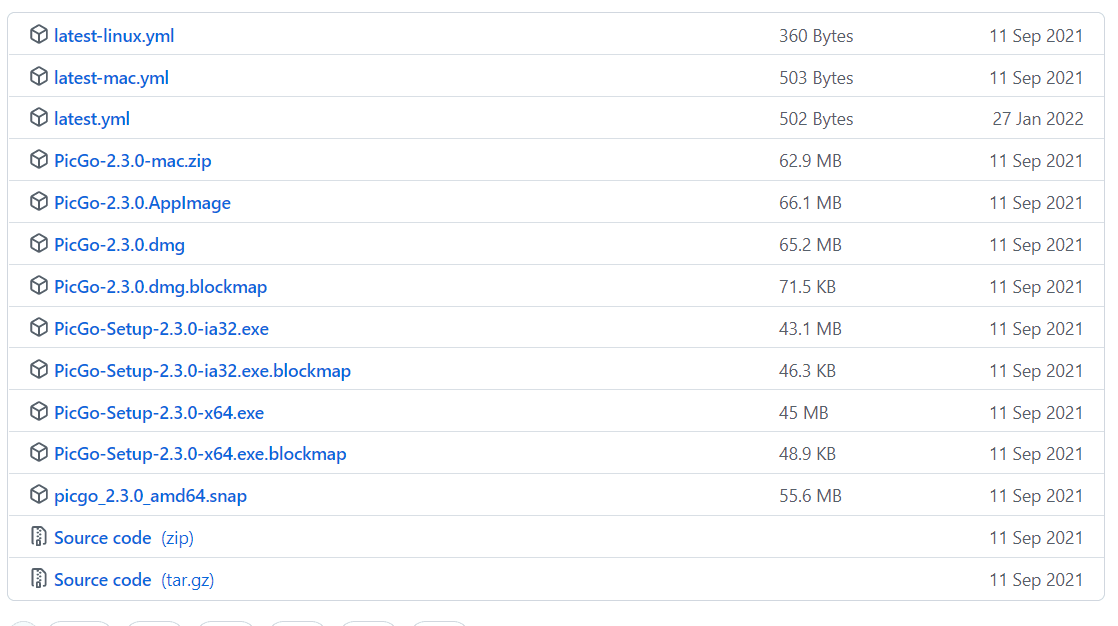 latest-linux.yml 360 Bytes 11 Sep 2021
latest-mac.yml 503 Bytes 11 Sep 2021
latest.yml 502 Bytes 27 Jan 2022
PicGo-2.3.0-mac.zip 62.9 MB 11 Sep 2021
PicGo-2.3.0.AppImage 66.1 MB 11 Sep 2021
PicGo-2.3.0.dmg 65.2 MB 11 Sep 2021
PicGo-2.3.0.dmg.blockmap 71.5 KB 11 Sep 2021
PicGo-Setup-2.3.0-ia32.exe 43.1 MB 11 Sep 2021
PicGo-Setup-2.3.0-ia32.exe.blockmap 46.3 KB 11 Sep 2021
PicGo-Setup-2.3.0-x64.exe 45 MB 11 Sep 2021
PicGo-Setup-2.3.0-x64.exe.blockmap 48.9 KB 11 Sep 2021
picgo_2.3.0_amd64.snap 55.6 MB 11 Sep 2021
Source code (zip) 11 Sep 2021
Source code (tar.gz) 11 Sep 2021